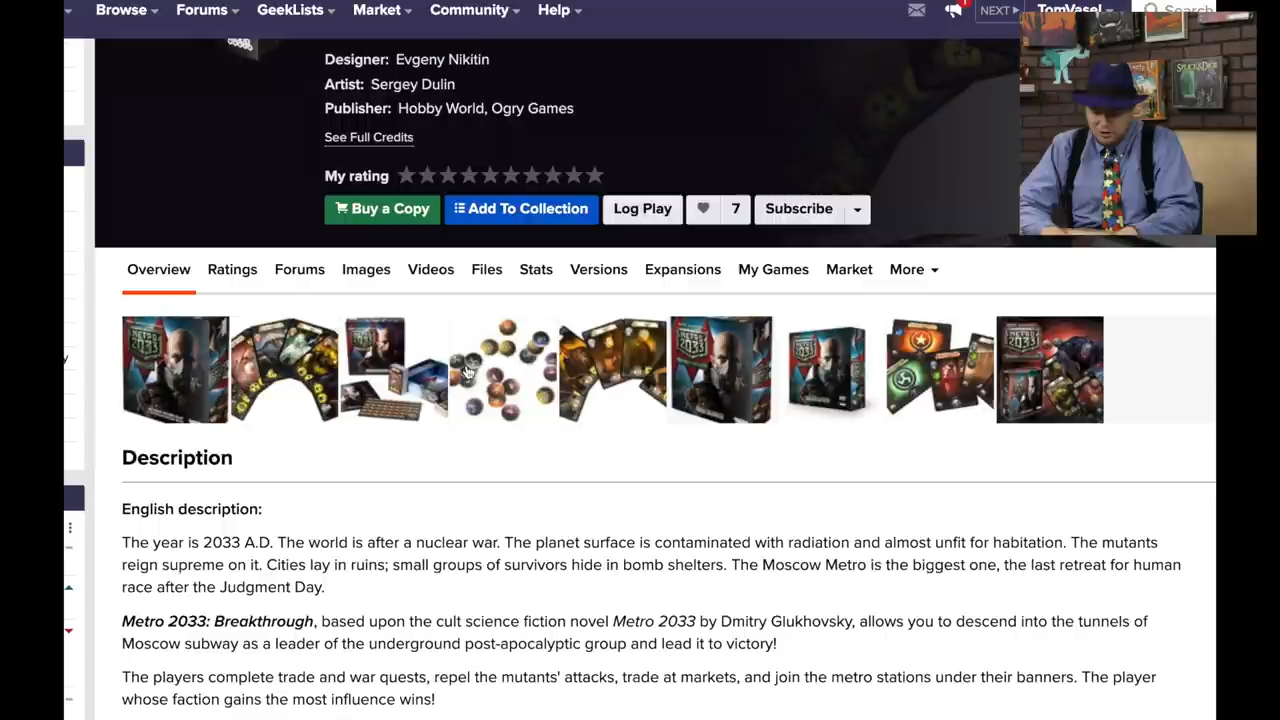 Browse Forums GeekLists Market Community Help NEXT TomVasel Search
Designer: Evgeny Nikitin
Artist: Sergey Dulin
Publisher: Hobby World, Ogry Games
See Full Credits
My rating
Buy a Copy Add To Collection Log Play 7 Subscribe
Overview Ratings Forums Images Videos Files Stats Versions Expansions My Games Market More
Description
English description:
The year is 2033 A.D. The world is after a nuclear war. The planet surface is contaminated with radiation and almost unfit for habitation. The mutants
reign supreme on it. Cities lay in ruins; small groups of survivors hide in bomb shelters. The Moscow Metro is the biggest one, the last retreat for human
race after the Judgment Day.
Metro 2033: Breakthrough, based upon the cult science fiction novel Metro 2033 by Dmitry Glukhovsky, allows you to descend into the tunnels of
Moscow subway as a leader of the underground post-apocalyptic group and lead it to victory!
The players complete trade and war quests, repel the mutants' attacks, trade at markets, and join the metro stations under their banners. The player
whose faction gains the most influence wins!